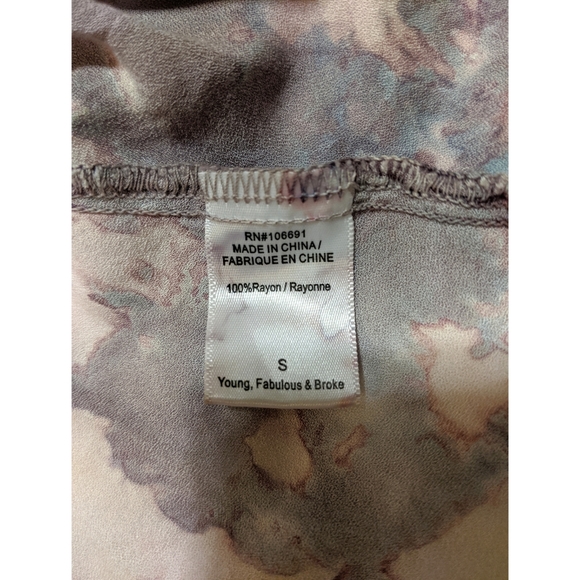 RN#106691
MADE IN CHINA/
FABRIQUE EN CHINE
100%Rayon / Rayonne
S
Young, Fabulous & Broke